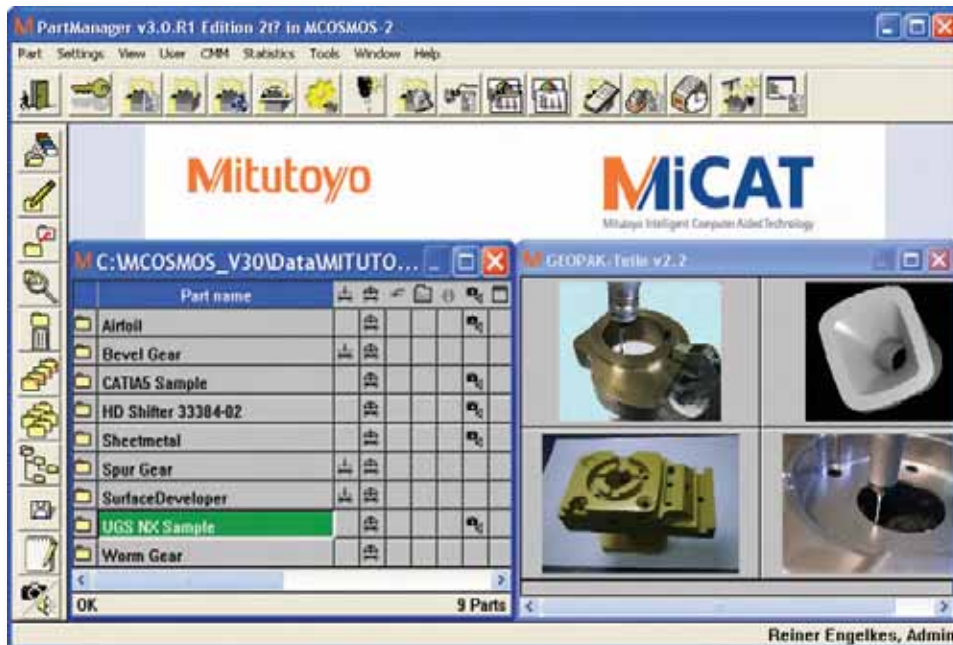 PartManager v3.0.R1 Edition 2t? in MCOSMOS-2
Part Settings View User CMM Statistics Tools Window Help
Mitutoyo
MiCAT
Mitutoyo Intelligent Computer Aided Technology
C:\MCOSMOS_V30\Data\MITUTO...
GEOPAK-Teile v2.2
Part name
Airfoil
Bevel Gear
CATIA5 Sample
HD Shifter 33384-02
Sheetmetal
Spur Gear
SurfaceDeveloper
UGS NX Sample
Worm Gear
OK 9 Parts
Reiner Engelkes, Admin